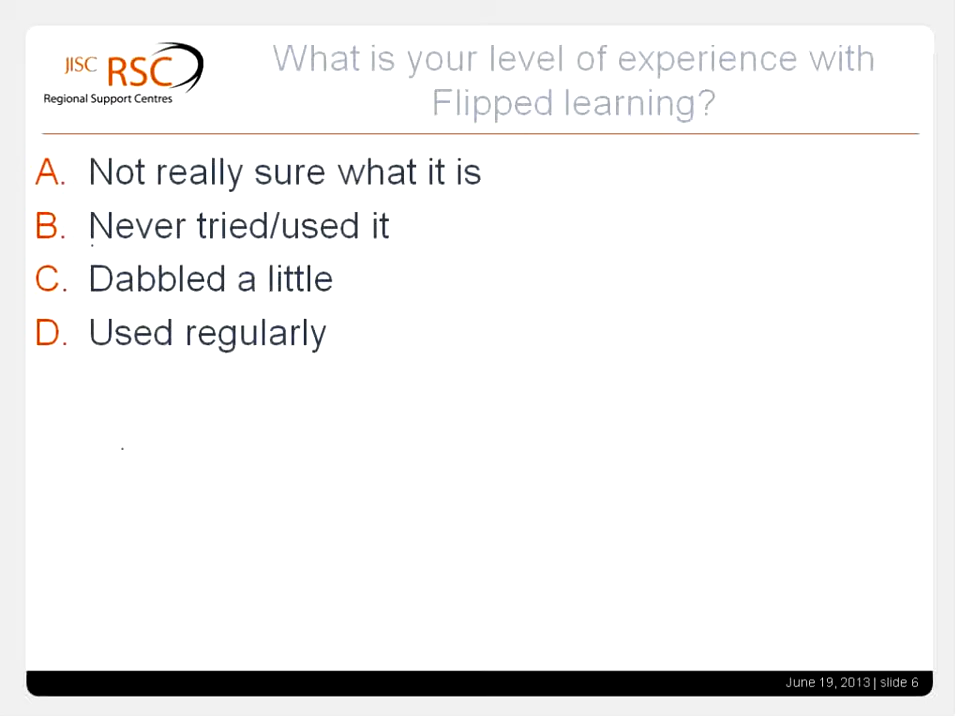 JISC RSC
Regional Support Centres
What is your level of experience with
Flipped learning?
A. Not really sure what it is
B. Never tried/used it
C. Dabbled a little
D. Used regularly
June 19, 2013 | slide 6